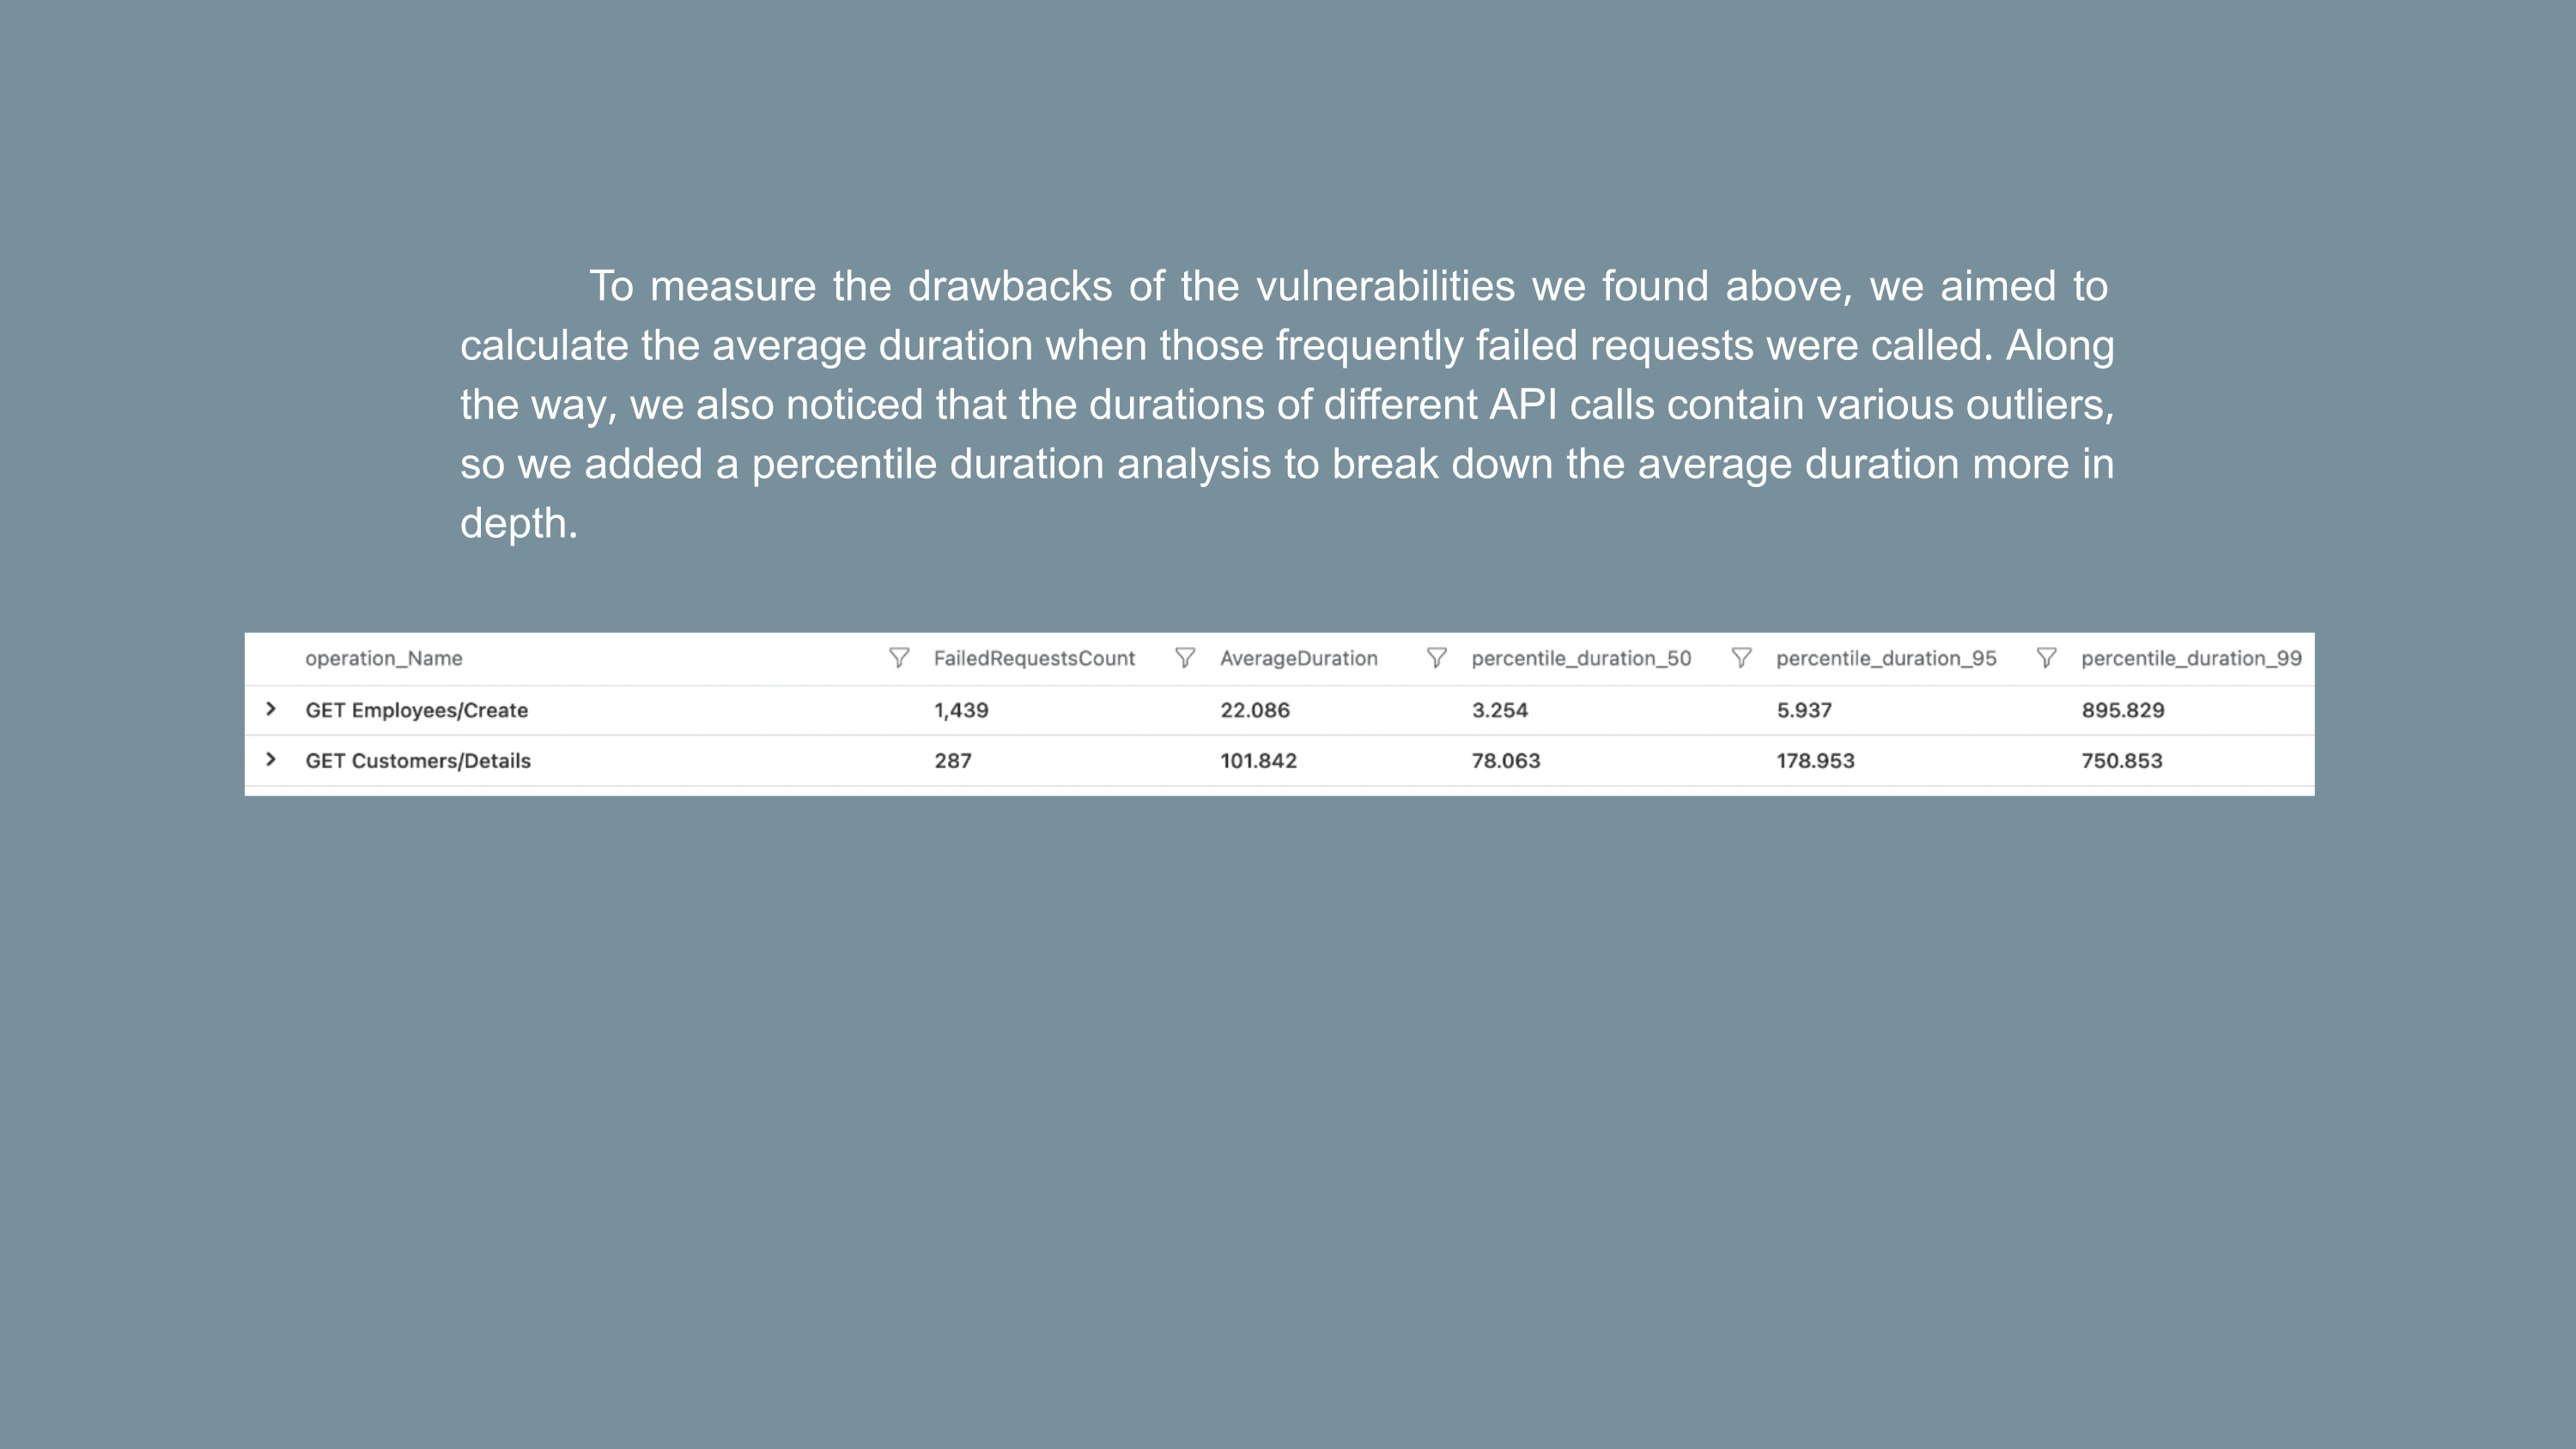 To measure the drawbacks of the vulnerabilities we found above, we aimed to
calculate the average duration when those frequently failed requests were called. Along
the way, we also noticed that the durations of different API calls contain various outliers,
so we added a percentile duration analysis to break down the average duration more in
depth.
operation_Name FailedRequestsCount AverageDuration percentile_duration_50 percentile_duration_95 percentile_duration_99
GET Employees/Create 1,439 22.086 3.254 5.937 895.829
GET Customers/Details 287 101.842 78.063 178.953 750.853